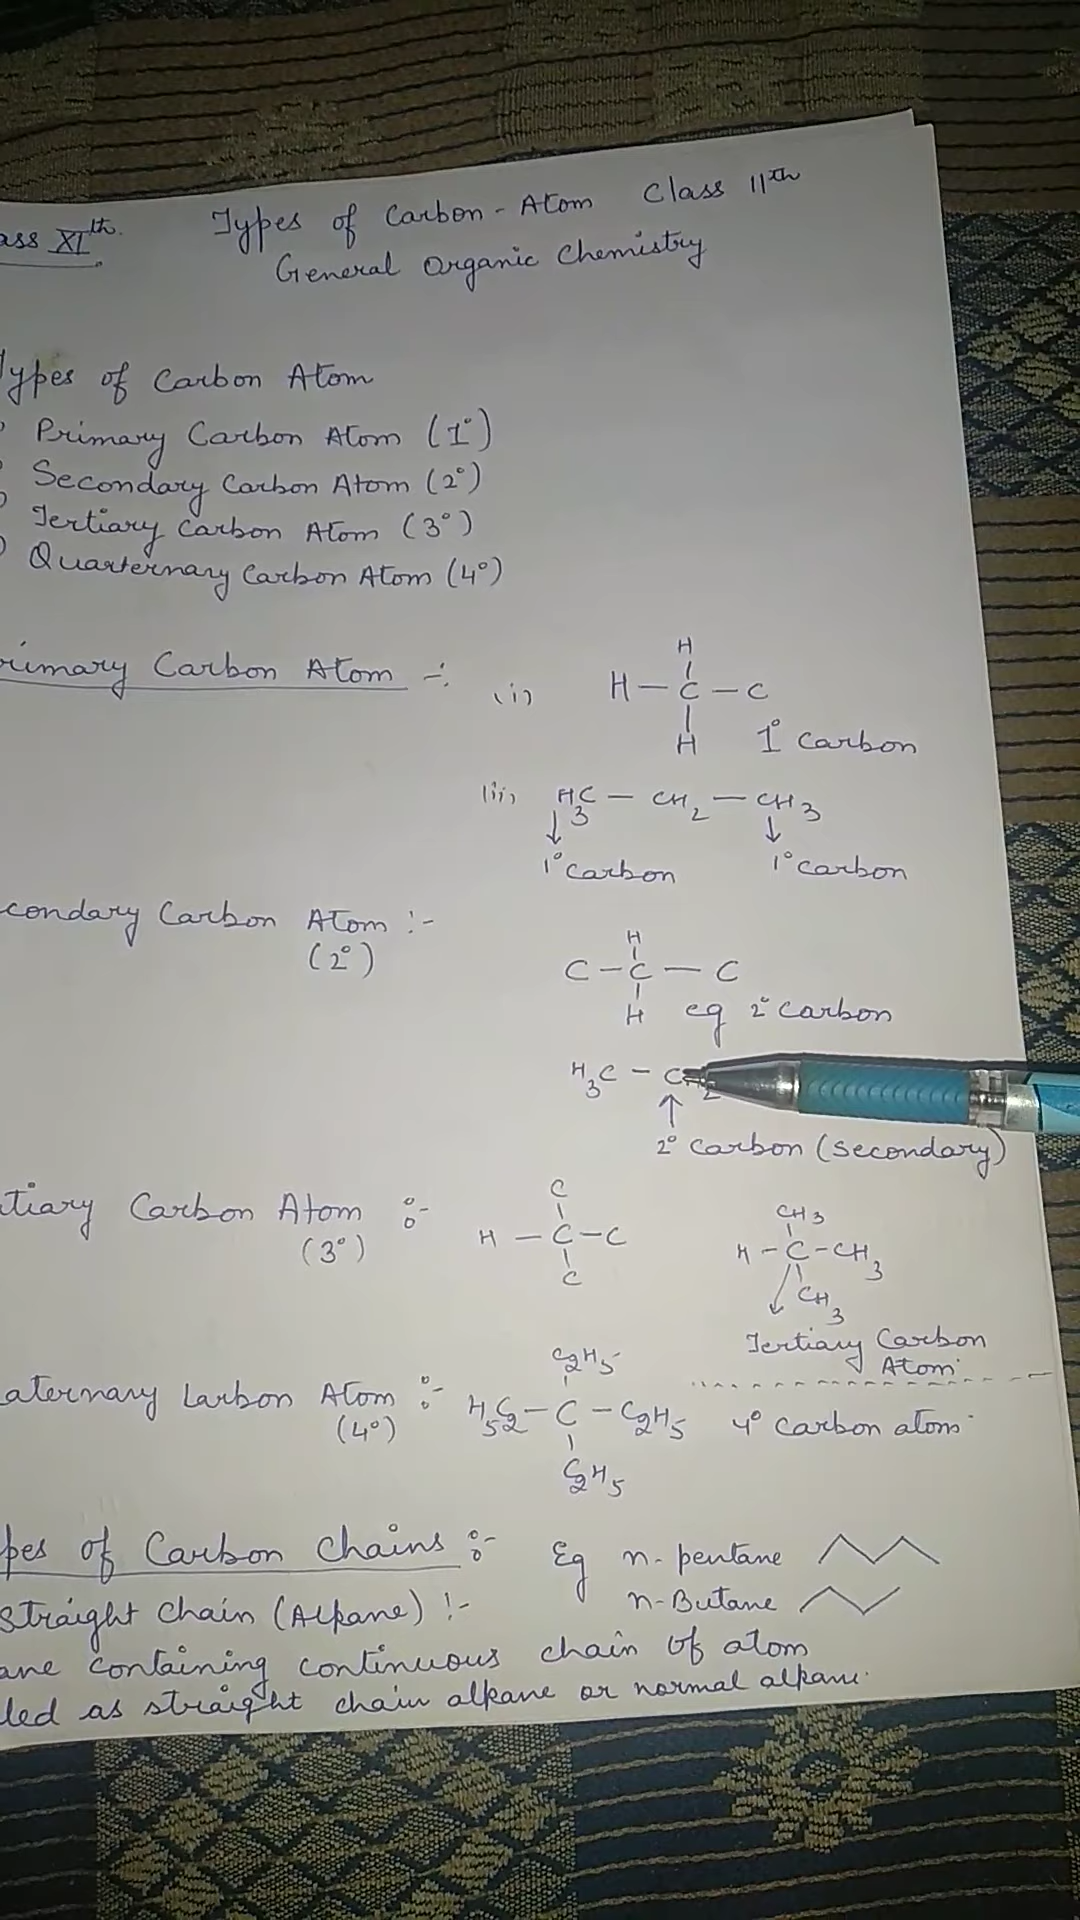 ass XIth. Types of Carbon-Atom Class 11th
General Organic Chemistry
Types of Carbon Atom
Primary Carbon Atom (1°)
Secondary Carbon Atom (2°)
Tertiary Carbon Atom (3°)
Quarternary Carbon Atom (4°)
rimary Carbon Atom :-
(i)
H
H - C - C
H
1° Carbon
(ii) H3C - CH2 - CH3
1° carbon 1° carbon
condary Carbon Atom :-
(2°)
H
C - C - C
H
eg 2° carbon
H3C - CH2
2° carbon (secondary)
tiary Carbon Atom :-
(3°)
C
H - C - C
C
CH3
H - C - CH3
CH3
Tertiary Carbon
Atom.
aternary Carbon Atom :-
(4°)
C2H5
H5C2 - C - C2H5
C2H5
4° carbon atom.
pes of Carbon Chains :-
Eg n-pentane
n-Butane
straight chain (Alkane) :-
ane containing continuous chain of atom
led as straight chain alkane or normal alkane.